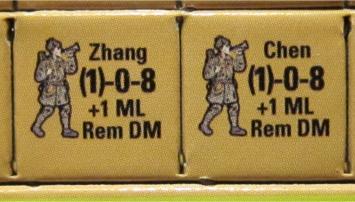 Zhang
(1)-0-8
+1 ML
Rem DM
Chen
(1)-0-8
+1 ML
Rem DM